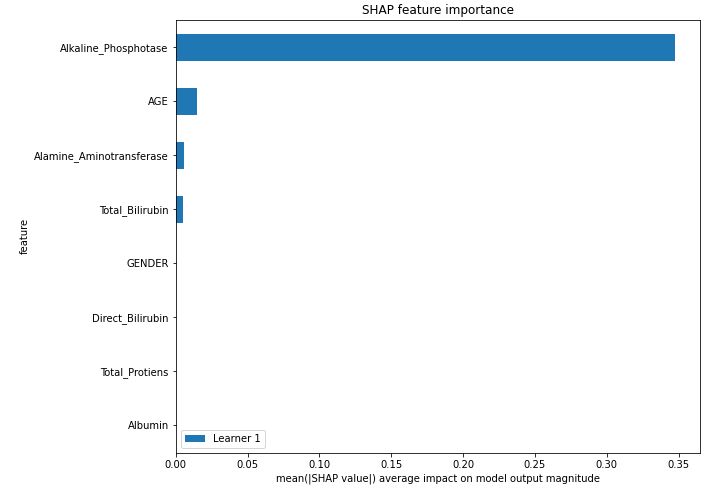 SHAP feature importance
Alkaline_Phosphotase
AGE
Alamine_Aminotransferase
Total_Bilirubin
GENDER
Direct_Bilirubin
Total_Protiens
Albumin
feature
Learner 1
0.00 0.05 0.10 0.15 0.20 0.25 0.30 0.35
mean(|SHAP value|) average impact on model output magnitude